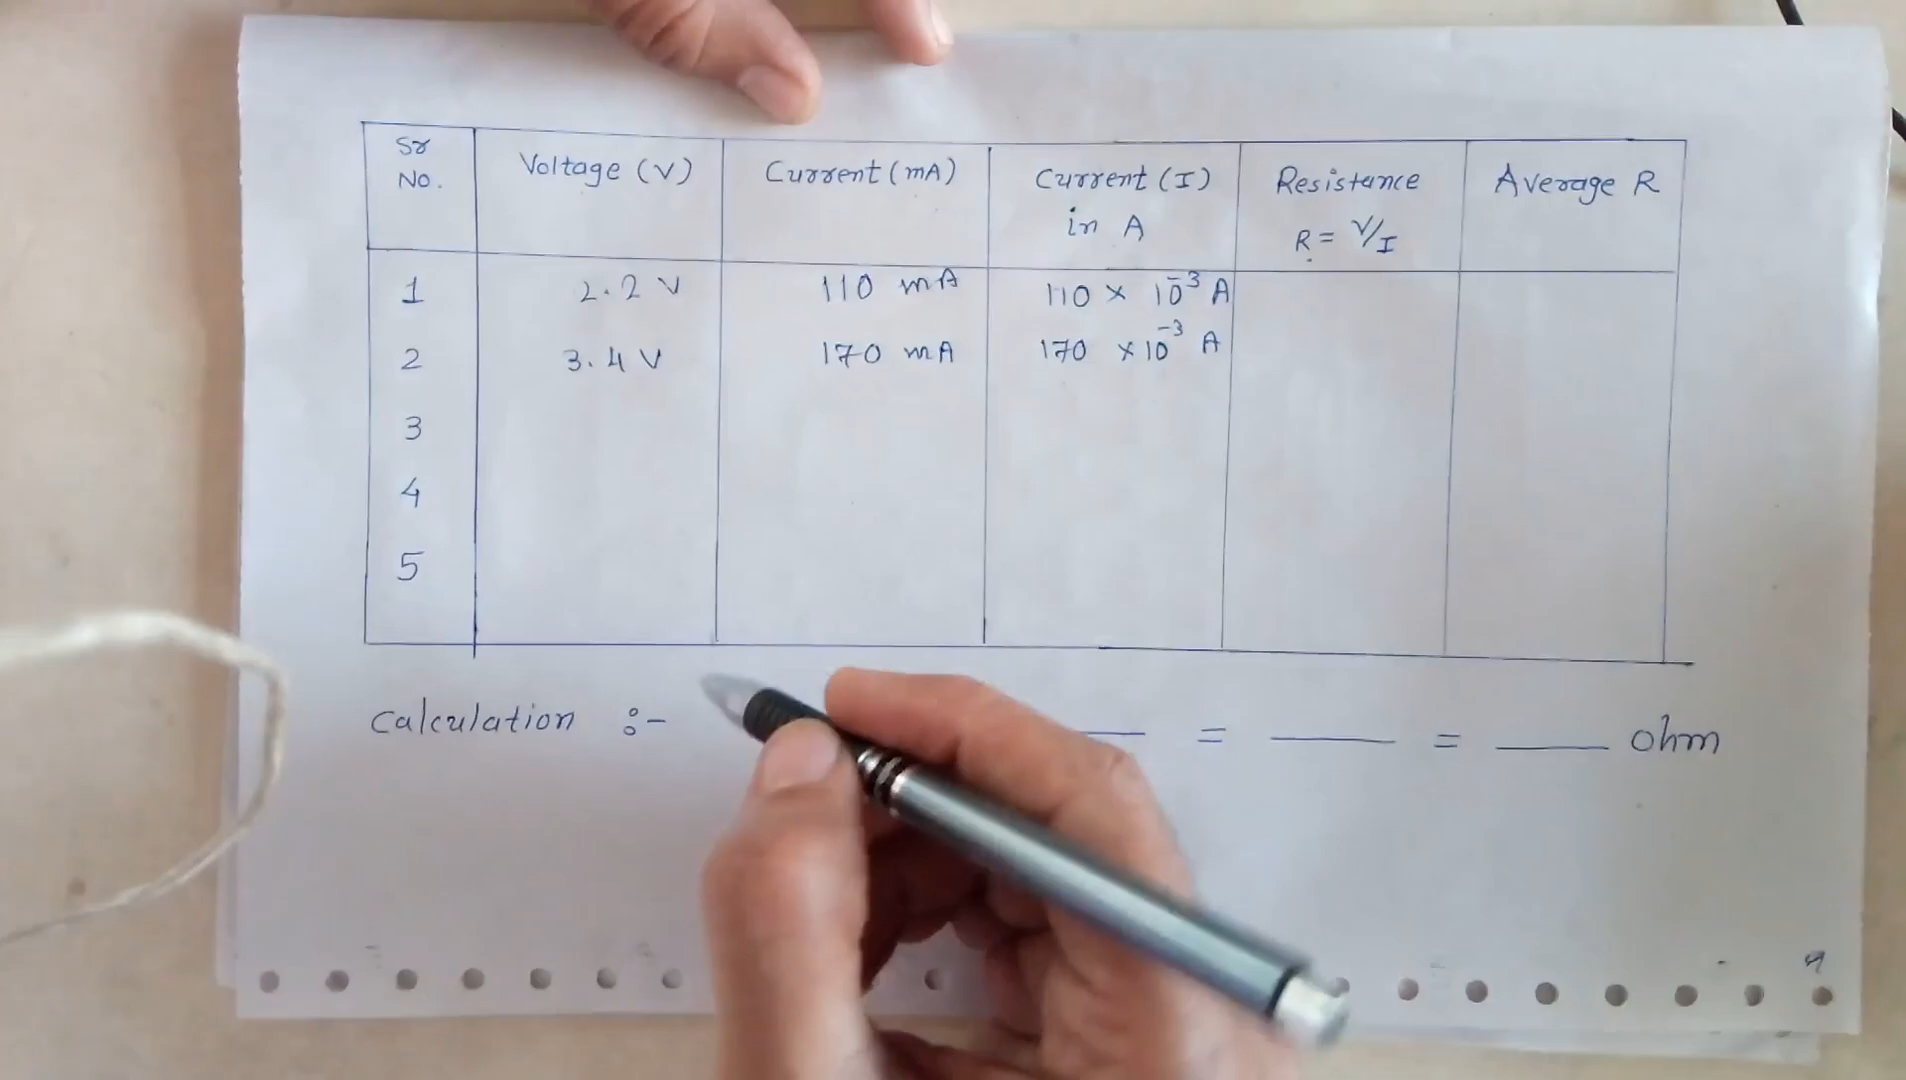 Sr No. Voltage (V) Current (mA) Current (I) in A Resistance R = V/I Average R
1 2.2 V 110 mA 110 × 10⁻³ A
2 3.4 V 170 mA 170 × 10⁻³ A
3
4
5
Calculation :- = = ohm